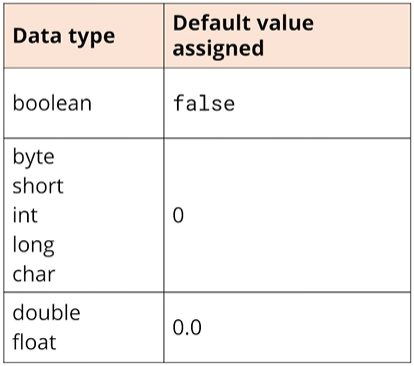 Data type
Default value
assigned
boolean
false
byte
short
int
long
char
0
double
float
0.0